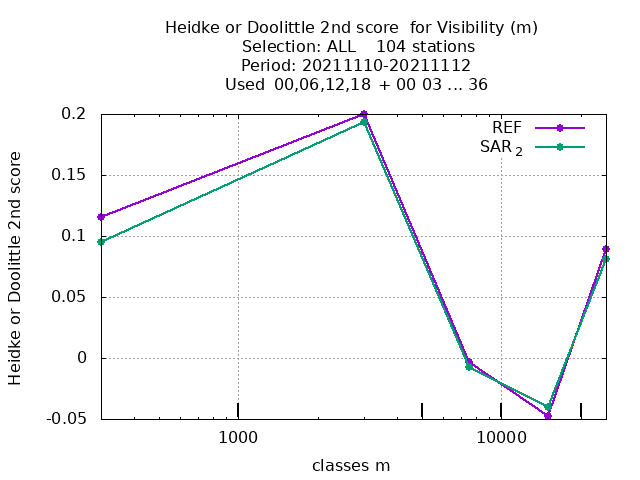 Heidke or Doolittle 2nd score  for Visibility (m)
Selection: ALL    104 stations
Period: 20211110-20211112
Used  00,06,12,18  + 00 03 ... 36
REF
SAR 2
0.2
0.15
0.1
0.05
0
-0.05
Heidke or Doolittle 2nd score
1000 10000
classes m